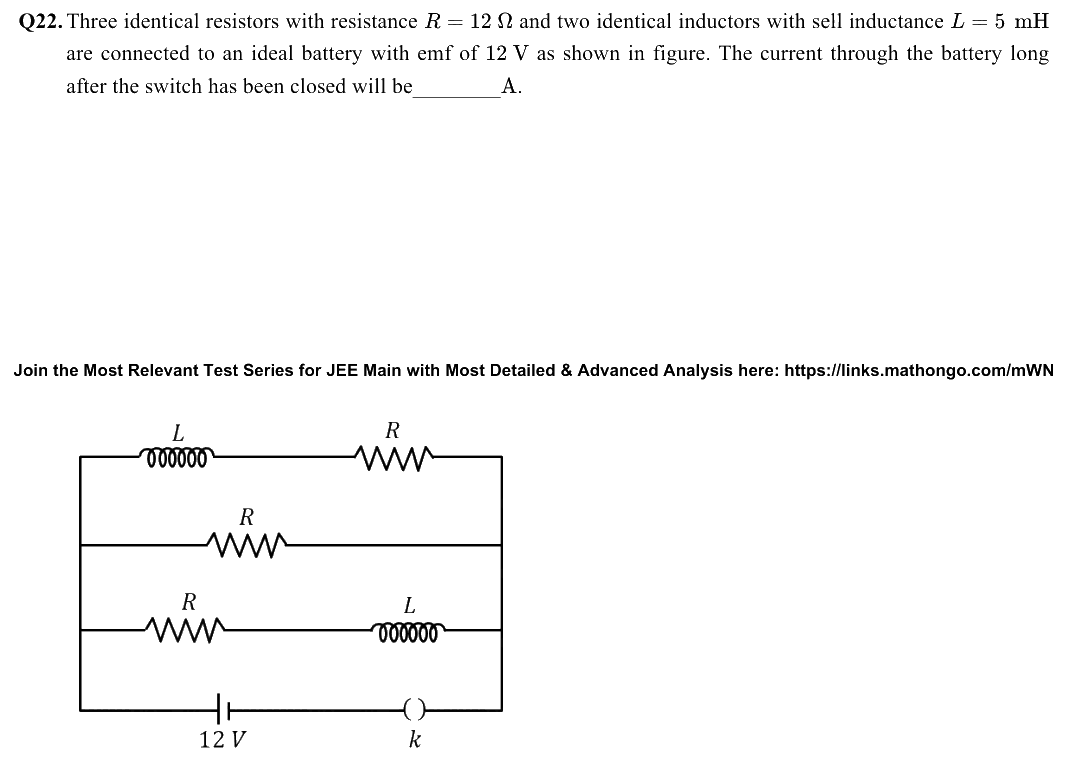 Q22. Three identical resistors with resistance R = 12 Ω and two identical inductors with sell inductance L = 5 mH
are connected to an ideal battery with emf of 12 V as shown in figure. The current through the battery long
after the switch has been closed will be________A.
Join the Most Relevant Test Series for JEE Main with Most Detailed & Advanced Analysis here: https://links.mathongo.com/mWN
L
R
R
R
L
12 V
k